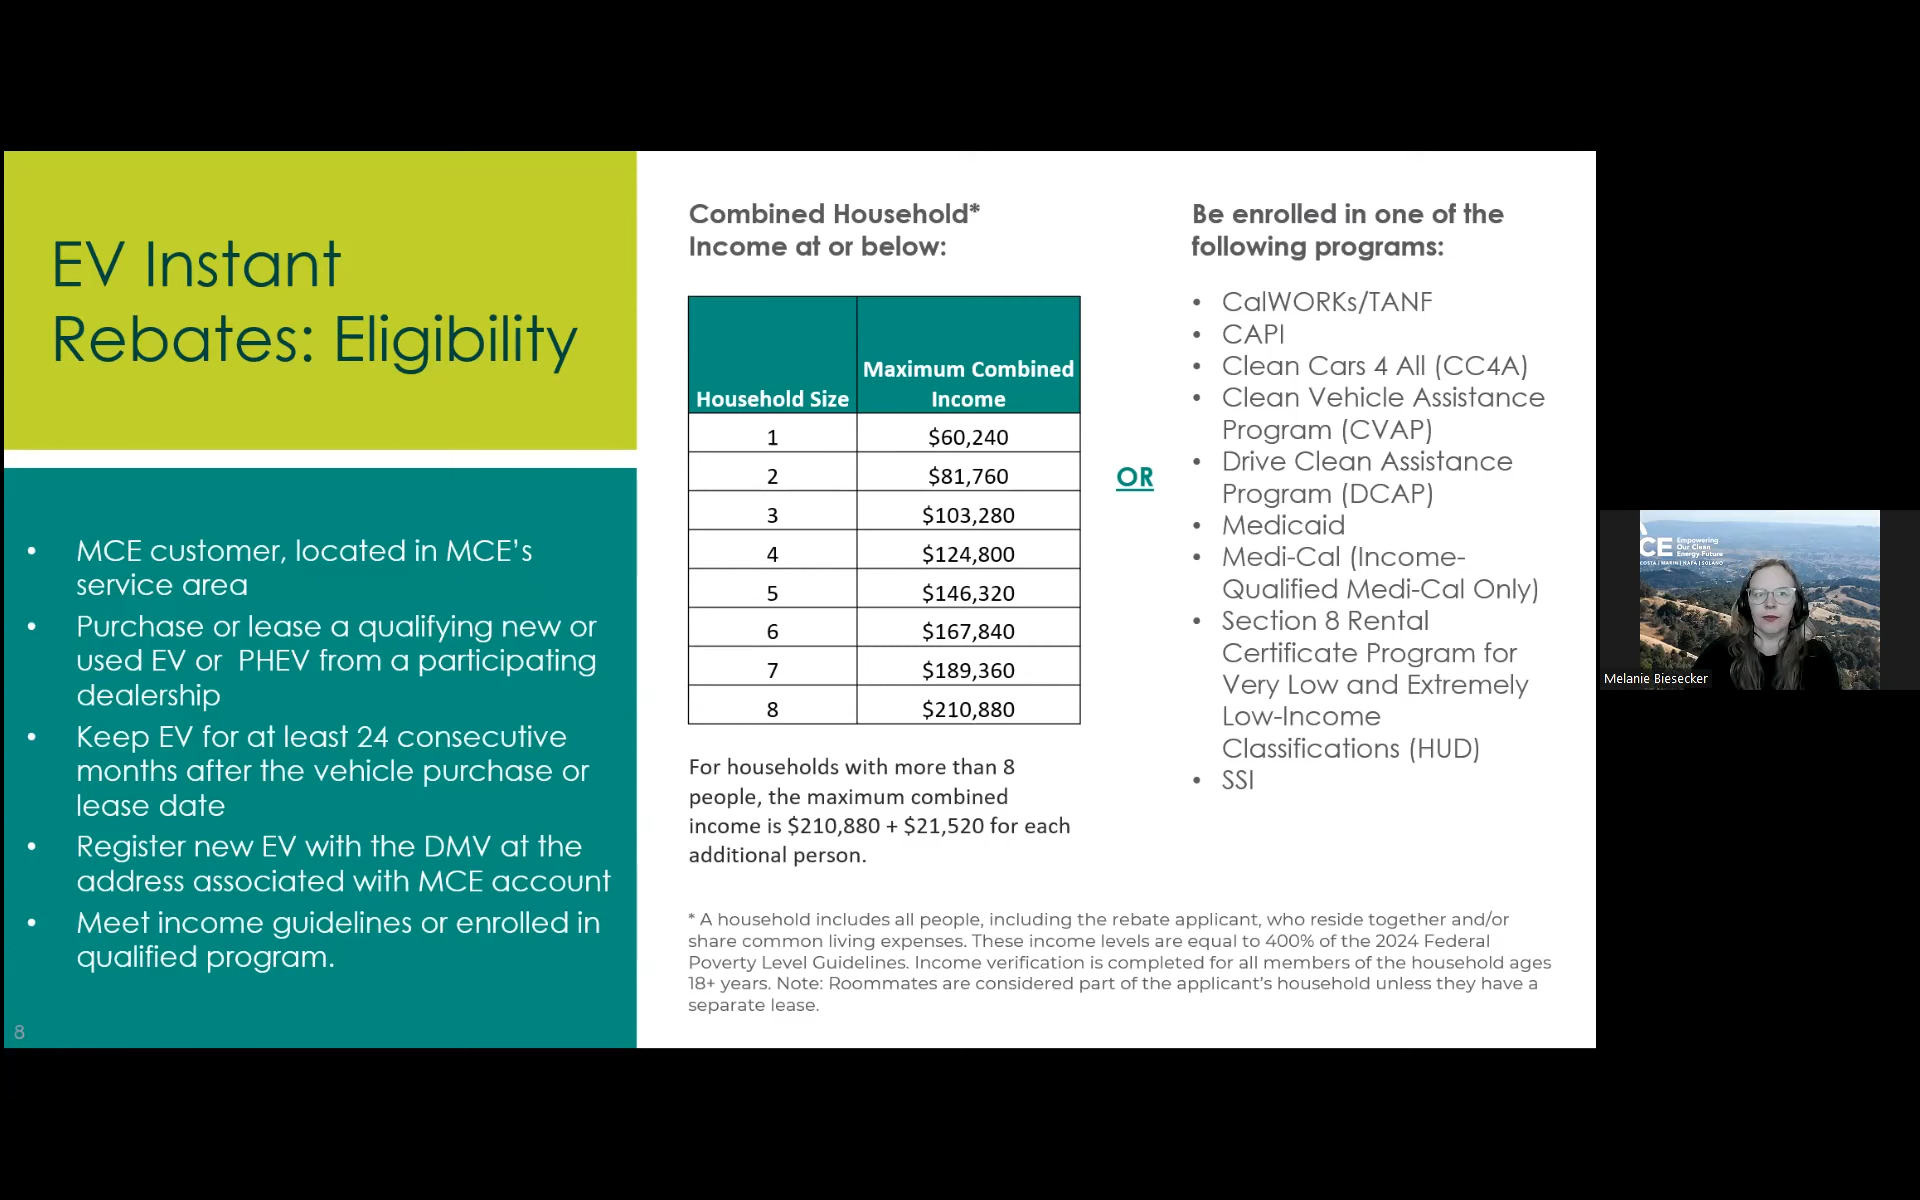 EV Instant
Rebates: Eligibility
• MCE customer, located in MCE’s
service area
• Purchase or lease a qualifying new or
used EV or  PHEV from a participating
dealership
• Keep EV for at least 24 consecutive
months after the vehicle purchase or
lease date
• Register new EV with the DMV at the
address associated with MCE account
• Meet income guidelines or enrolled in
qualified program.
8
Combined Household*
Income at or below:
Household Size Maximum Combined
Income
1 $60,240
2 $81,760
3 $103,280
4 $124,800
5 $146,320
6 $167,840
7 $189,360
8 $210,880
For households with more than 8
people, the maximum combined
income is $210,880 + $21,520 for each
additional person.
OR
Be enrolled in one of the
following programs:
• CalWORKs/TANF
• CAPI
• Clean Cars 4 All (CC4A)
• Clean Vehicle Assistance
Program (CVAP)
• Drive Clean Assistance
Program (DCAP)
• Medicaid
• Medi-Cal (Income-
Qualified Medi-Cal Only)
• Section 8 Rental
Certificate Program for
Very Low and Extremely
Low-Income
Classifications (HUD)
• SSI
* A household includes all people, including the rebate applicant, who reside together and/or
share common living expenses. These income levels are equal to 400% of the 2024 Federal
Poverty Level Guidelines. Income verification is completed for all members of the household ages
18+ years. Note: Roommates are considered part of the applicant’s household unless they have a
separate lease.
CE
Empowering
Our Clean
Energy Future
COSTA | MARIN | NAPA | SOLANO
Melanie Biesecker